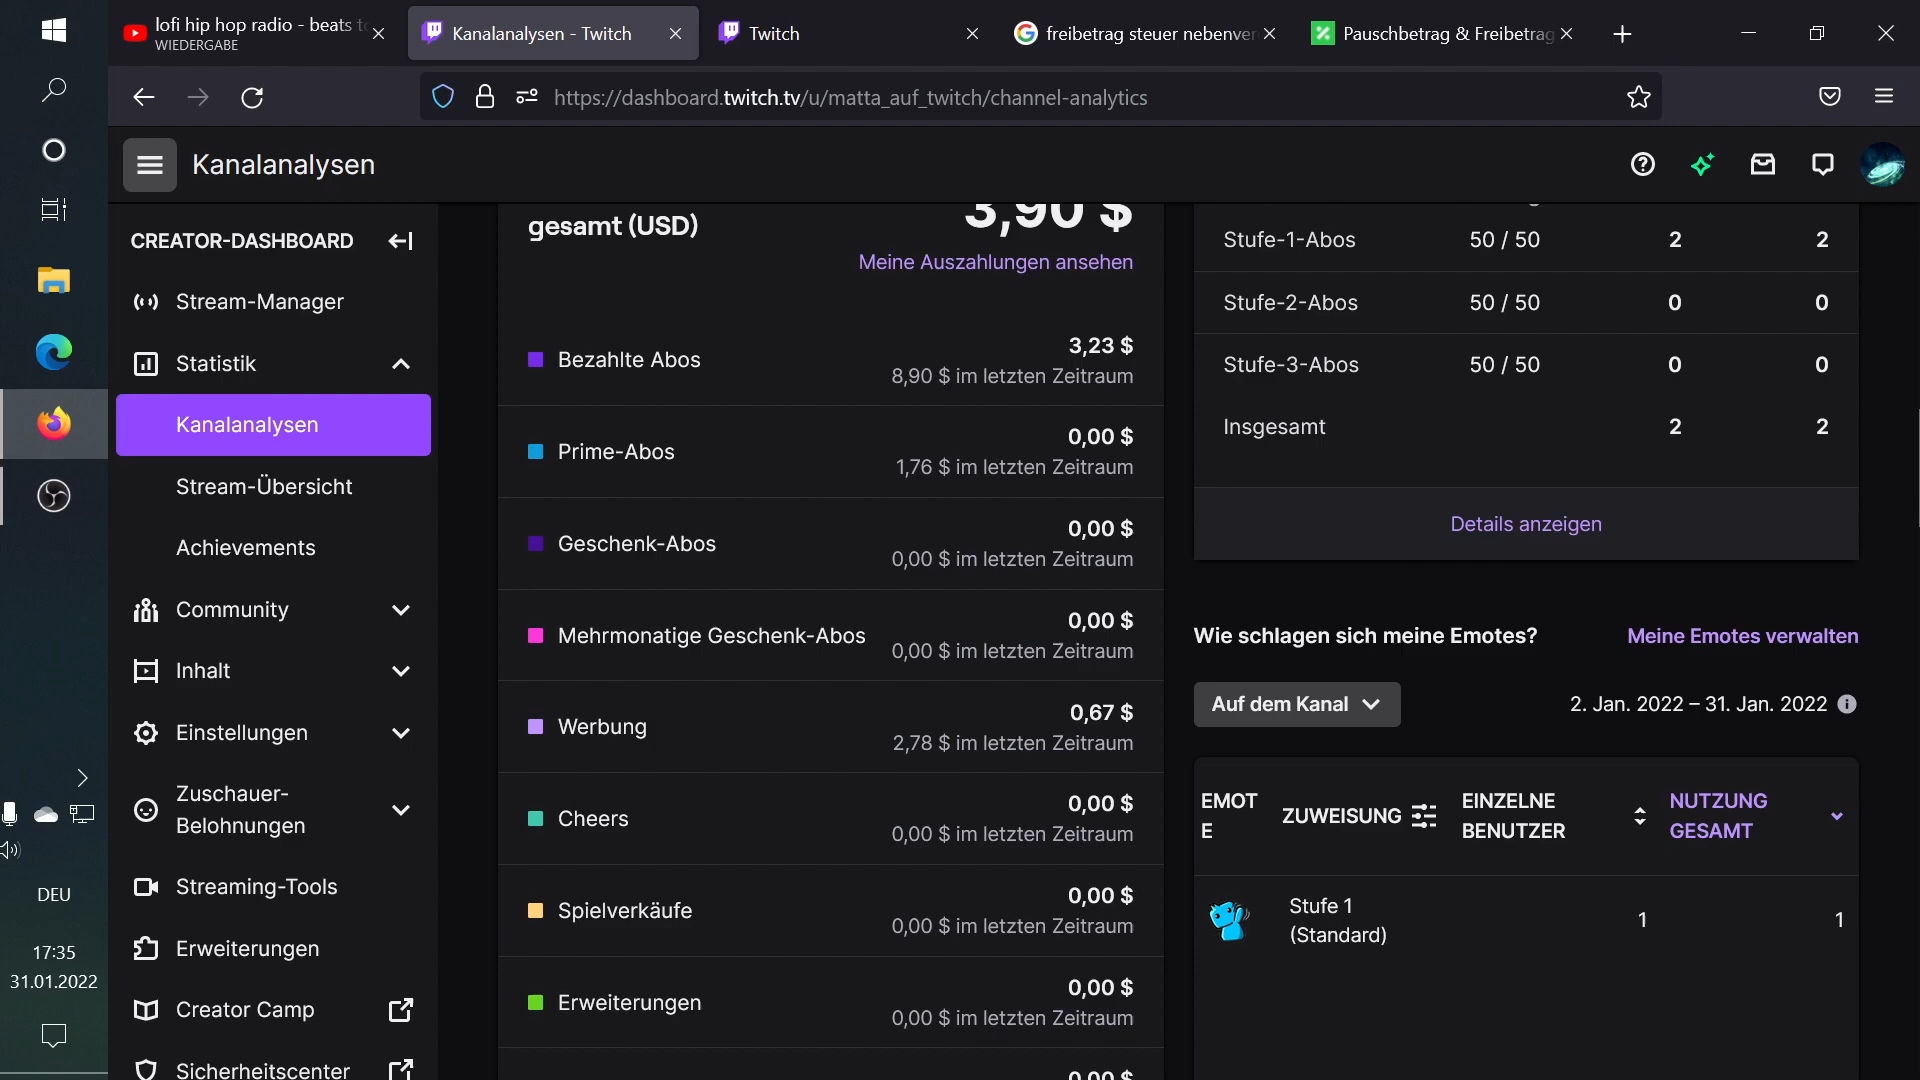 lofi hip hop radio - beats t
WIEDERGABE
Kanalanalysen - Twitch
Twitch
freibetrag steuer nebenver
Pauschbetrag & Freibetrag
https://dashboard.twitch.tv/u/matta_auf_twitch/channel-analytics
Kanalanalysen
CREATOR-DASHBOARD
Stream-Manager
Statistik
Kanalanalysen
Stream-Übersicht
Achievements
Community
Inhalt
Einstellungen
Zuschauer-
Belohnungen
Streaming-Tools
Erweiterungen
Creator Camp
Sicherheitscenter
gesamt (USD) 3,90 $
Meine Auszahlungen ansehen
Bezahlte Abos 3,23 $
8,90 $ im letzten Zeitraum
Prime-Abos 0,00 $
1,76 $ im letzten Zeitraum
Geschenk-Abos 0,00 $
0,00 $ im letzten Zeitraum
Mehrmonatige Geschenk-Abos 0,00 $
0,00 $ im letzten Zeitraum
Werbung 0,67 $
2,78 $ im letzten Zeitraum
Cheers 0,00 $
0,00 $ im letzten Zeitraum
Spielverkäufe 0,00 $
0,00 $ im letzten Zeitraum
Erweiterungen 0,00 $
0,00 $ im letzten Zeitraum
0,00 $
Stufe-1-Abos 50 / 50 2 2
Stufe-2-Abos 50 / 50 0 0
Stufe-3-Abos 50 / 50 0 0
Insgesamt 2 2
Details anzeigen
Wie schlagen sich meine Emotes? Meine Emotes verwalten
Auf dem Kanal 2. Jan. 2022 – 31. Jan. 2022
EMOT
E
ZUWEISUNG
EINZELNE
BENUTZER
NUTZUNG
GESAMT
Stufe 1
(Standard)
1 1
DEU
17:35
31.01.2022